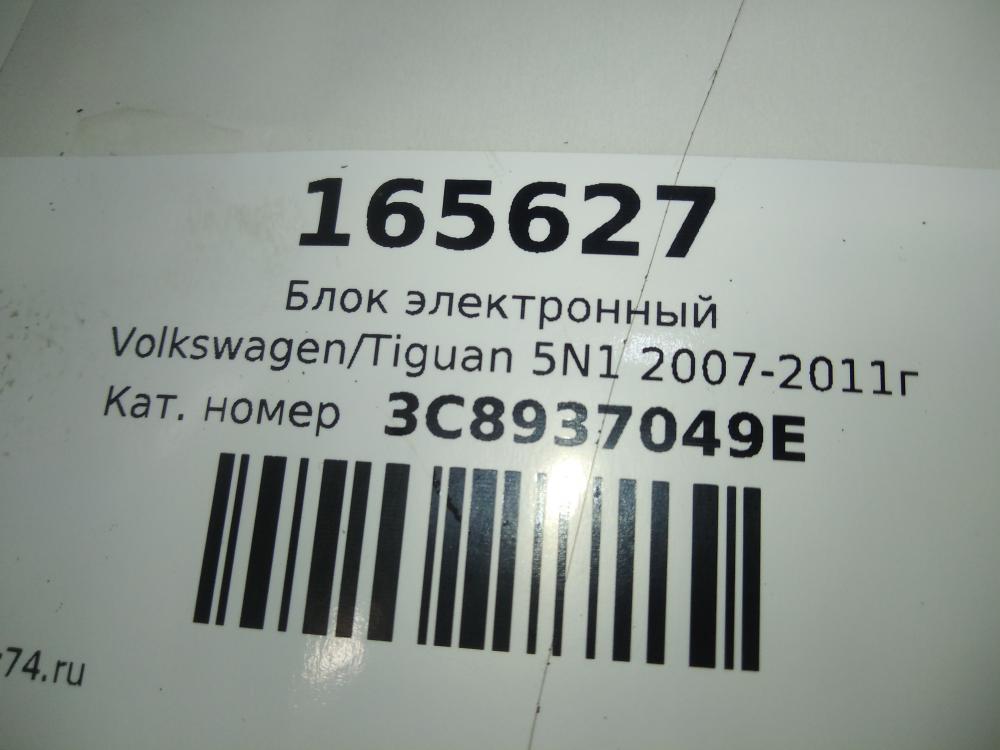 165627
Блок электронный
Volkswagen/Tiguan 5N1 2007-2011г
Кат. номер 3C8937049E
74.ru